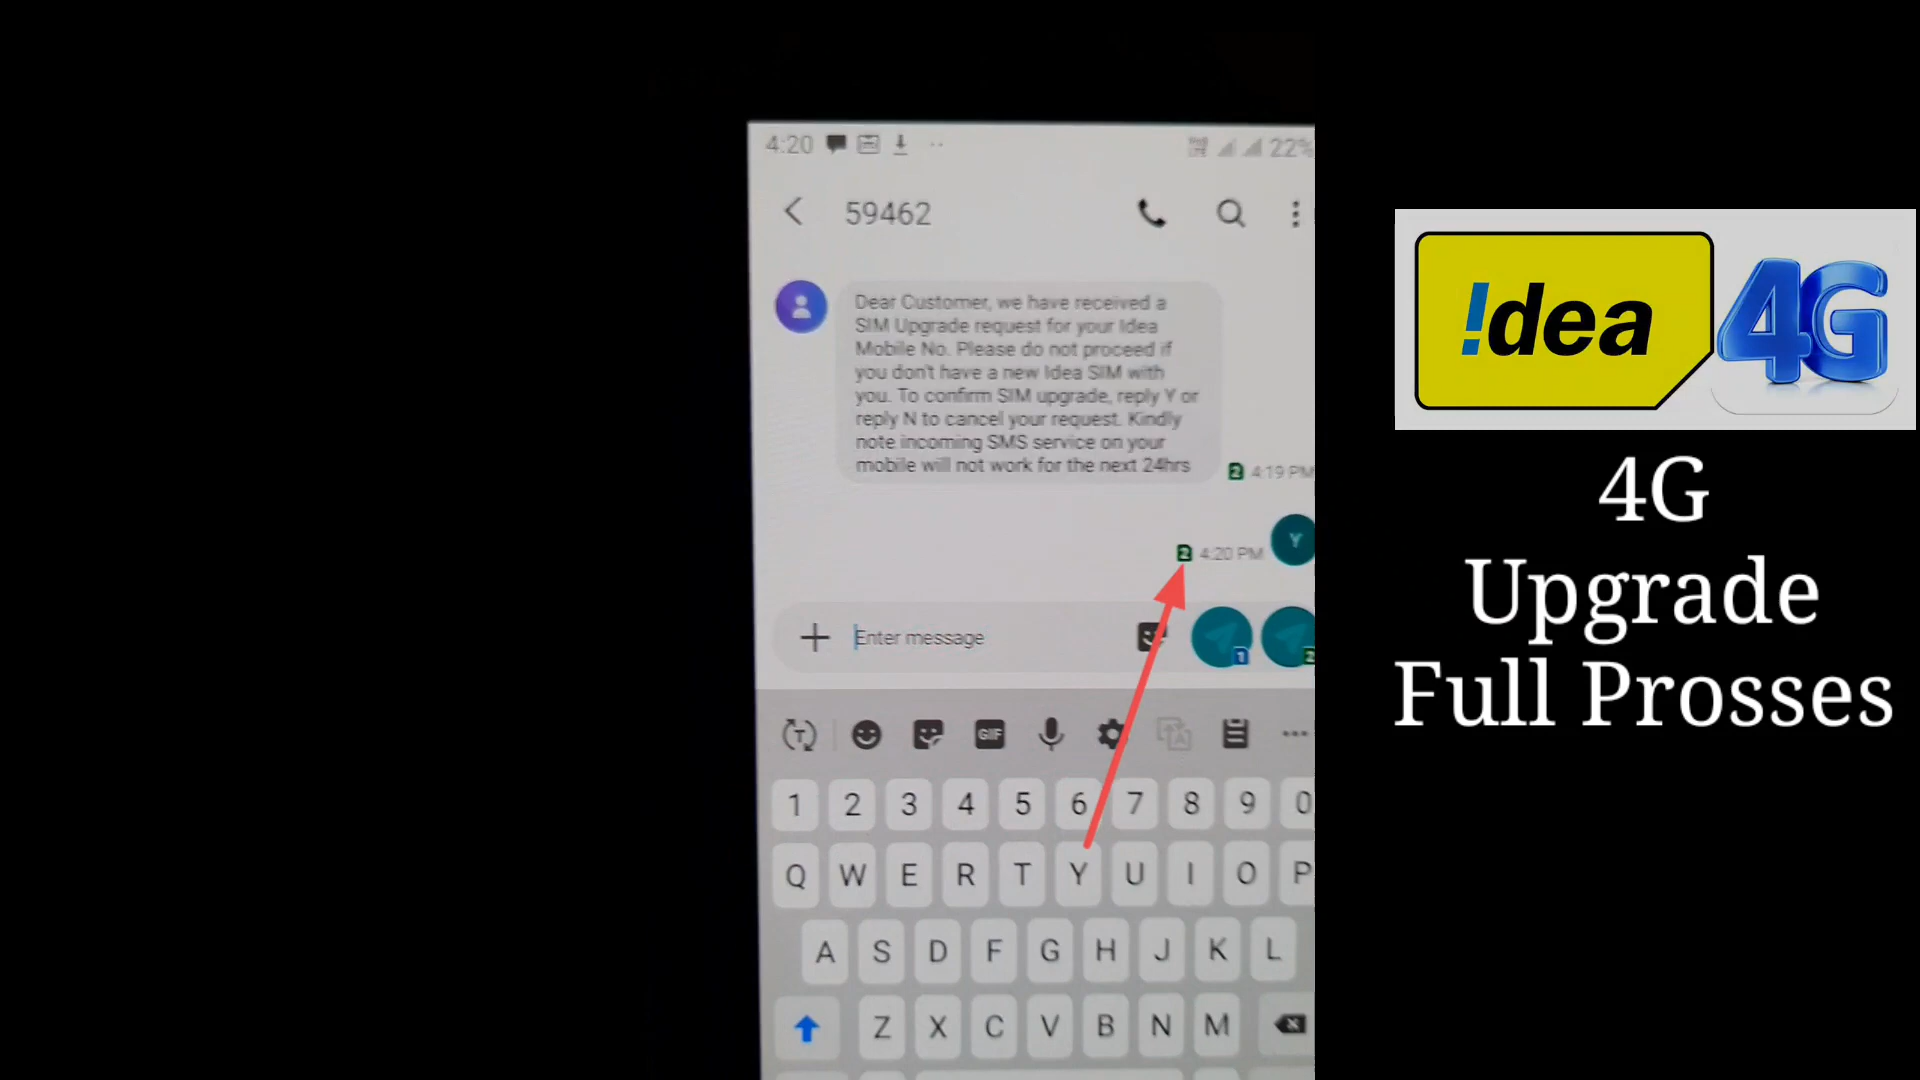 4:20
22%
59462
Dear Customer, we have received a
SIM Upgrade request for your Idea
Mobile No. Please do not proceed if
you don't have a new Idea SIM with
you. To confirm SIM upgrade, reply Y or
reply N to cancel your request. Kindly
note incoming SMS service on your
mobile will not work for the next 24hrs
2 4:19 PM
2 4:20 PM Y
Enter message
1 2
GIF
1 2 3 4 5 6 7 8 9 0
Q W E R T Y U I O P
A S D F G H J K L
Z X C V B N M
!dea 4G
4G
Upgrade
Full Prosses